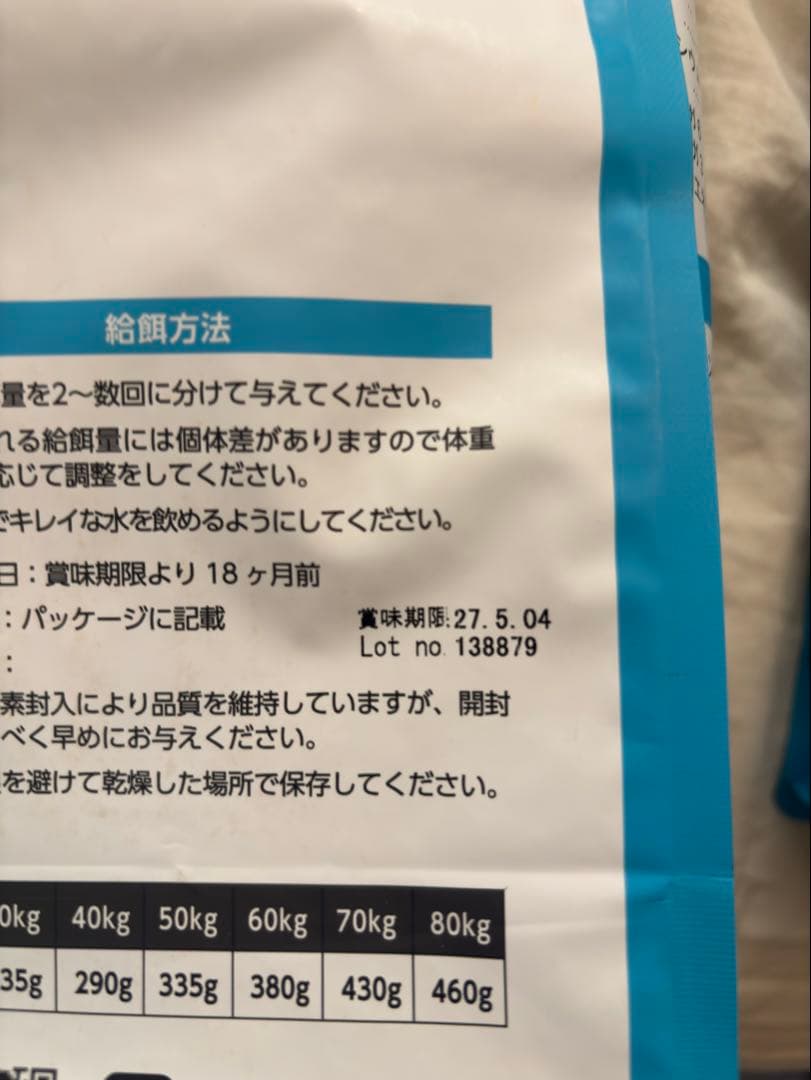 給餌方法
量を2〜数回に分けて与えてください。
れる給餌量には個体差がありますので体重
応じて調整をしてください。
でキレイな水を飲めるようにしてください。
日：賞味期限より 18 ヶ月前
：パッケージに記載
賞味期限:27.5.04
Lot no. 138879
：
素封入により品質を維持していますが、開封
べく早めにお与えください。
を避けて乾燥した場所で保存してください。
0kg 40kg 50kg 60kg 70kg 80kg
35g 290g 335g 380g 430g 460g